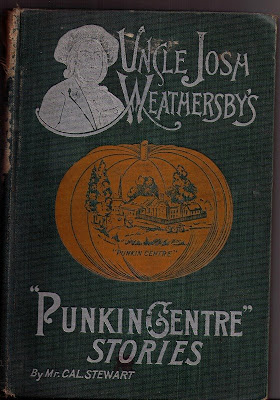 UNCLE JOSH
WEATHERSBY'S
"PUNKIN CENTRE"
"PUNKIN CENTRE"
STORIES
By MR. CAL. STEWART